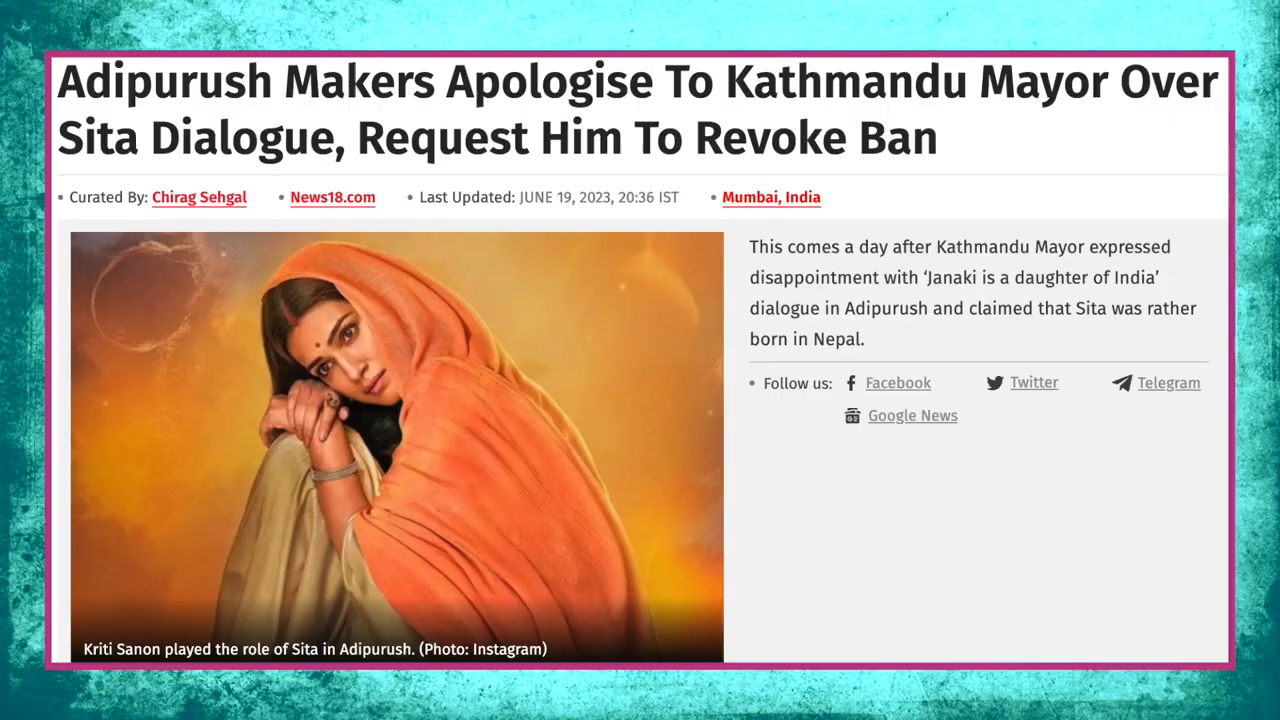 Adipurush Makers Apologise To Kathmandu Mayor Over
Sita Dialogue, Request Him To Revoke Ban
• Curated By: Chirag Sehgal • News18.com • Last Updated: JUNE 19, 2023, 20:36 IST • Mumbai, India
This comes a day after Kathmandu Mayor expressed
disappointment with ‘Janaki is a daughter of India’
dialogue in Adipurush and claimed that Sita was rather
born in Nepal.
• Follow us: Facebook Twitter Telegram
Google News
Kriti Sanon played the role of Sita in Adipurush. (Photo: Instagram)